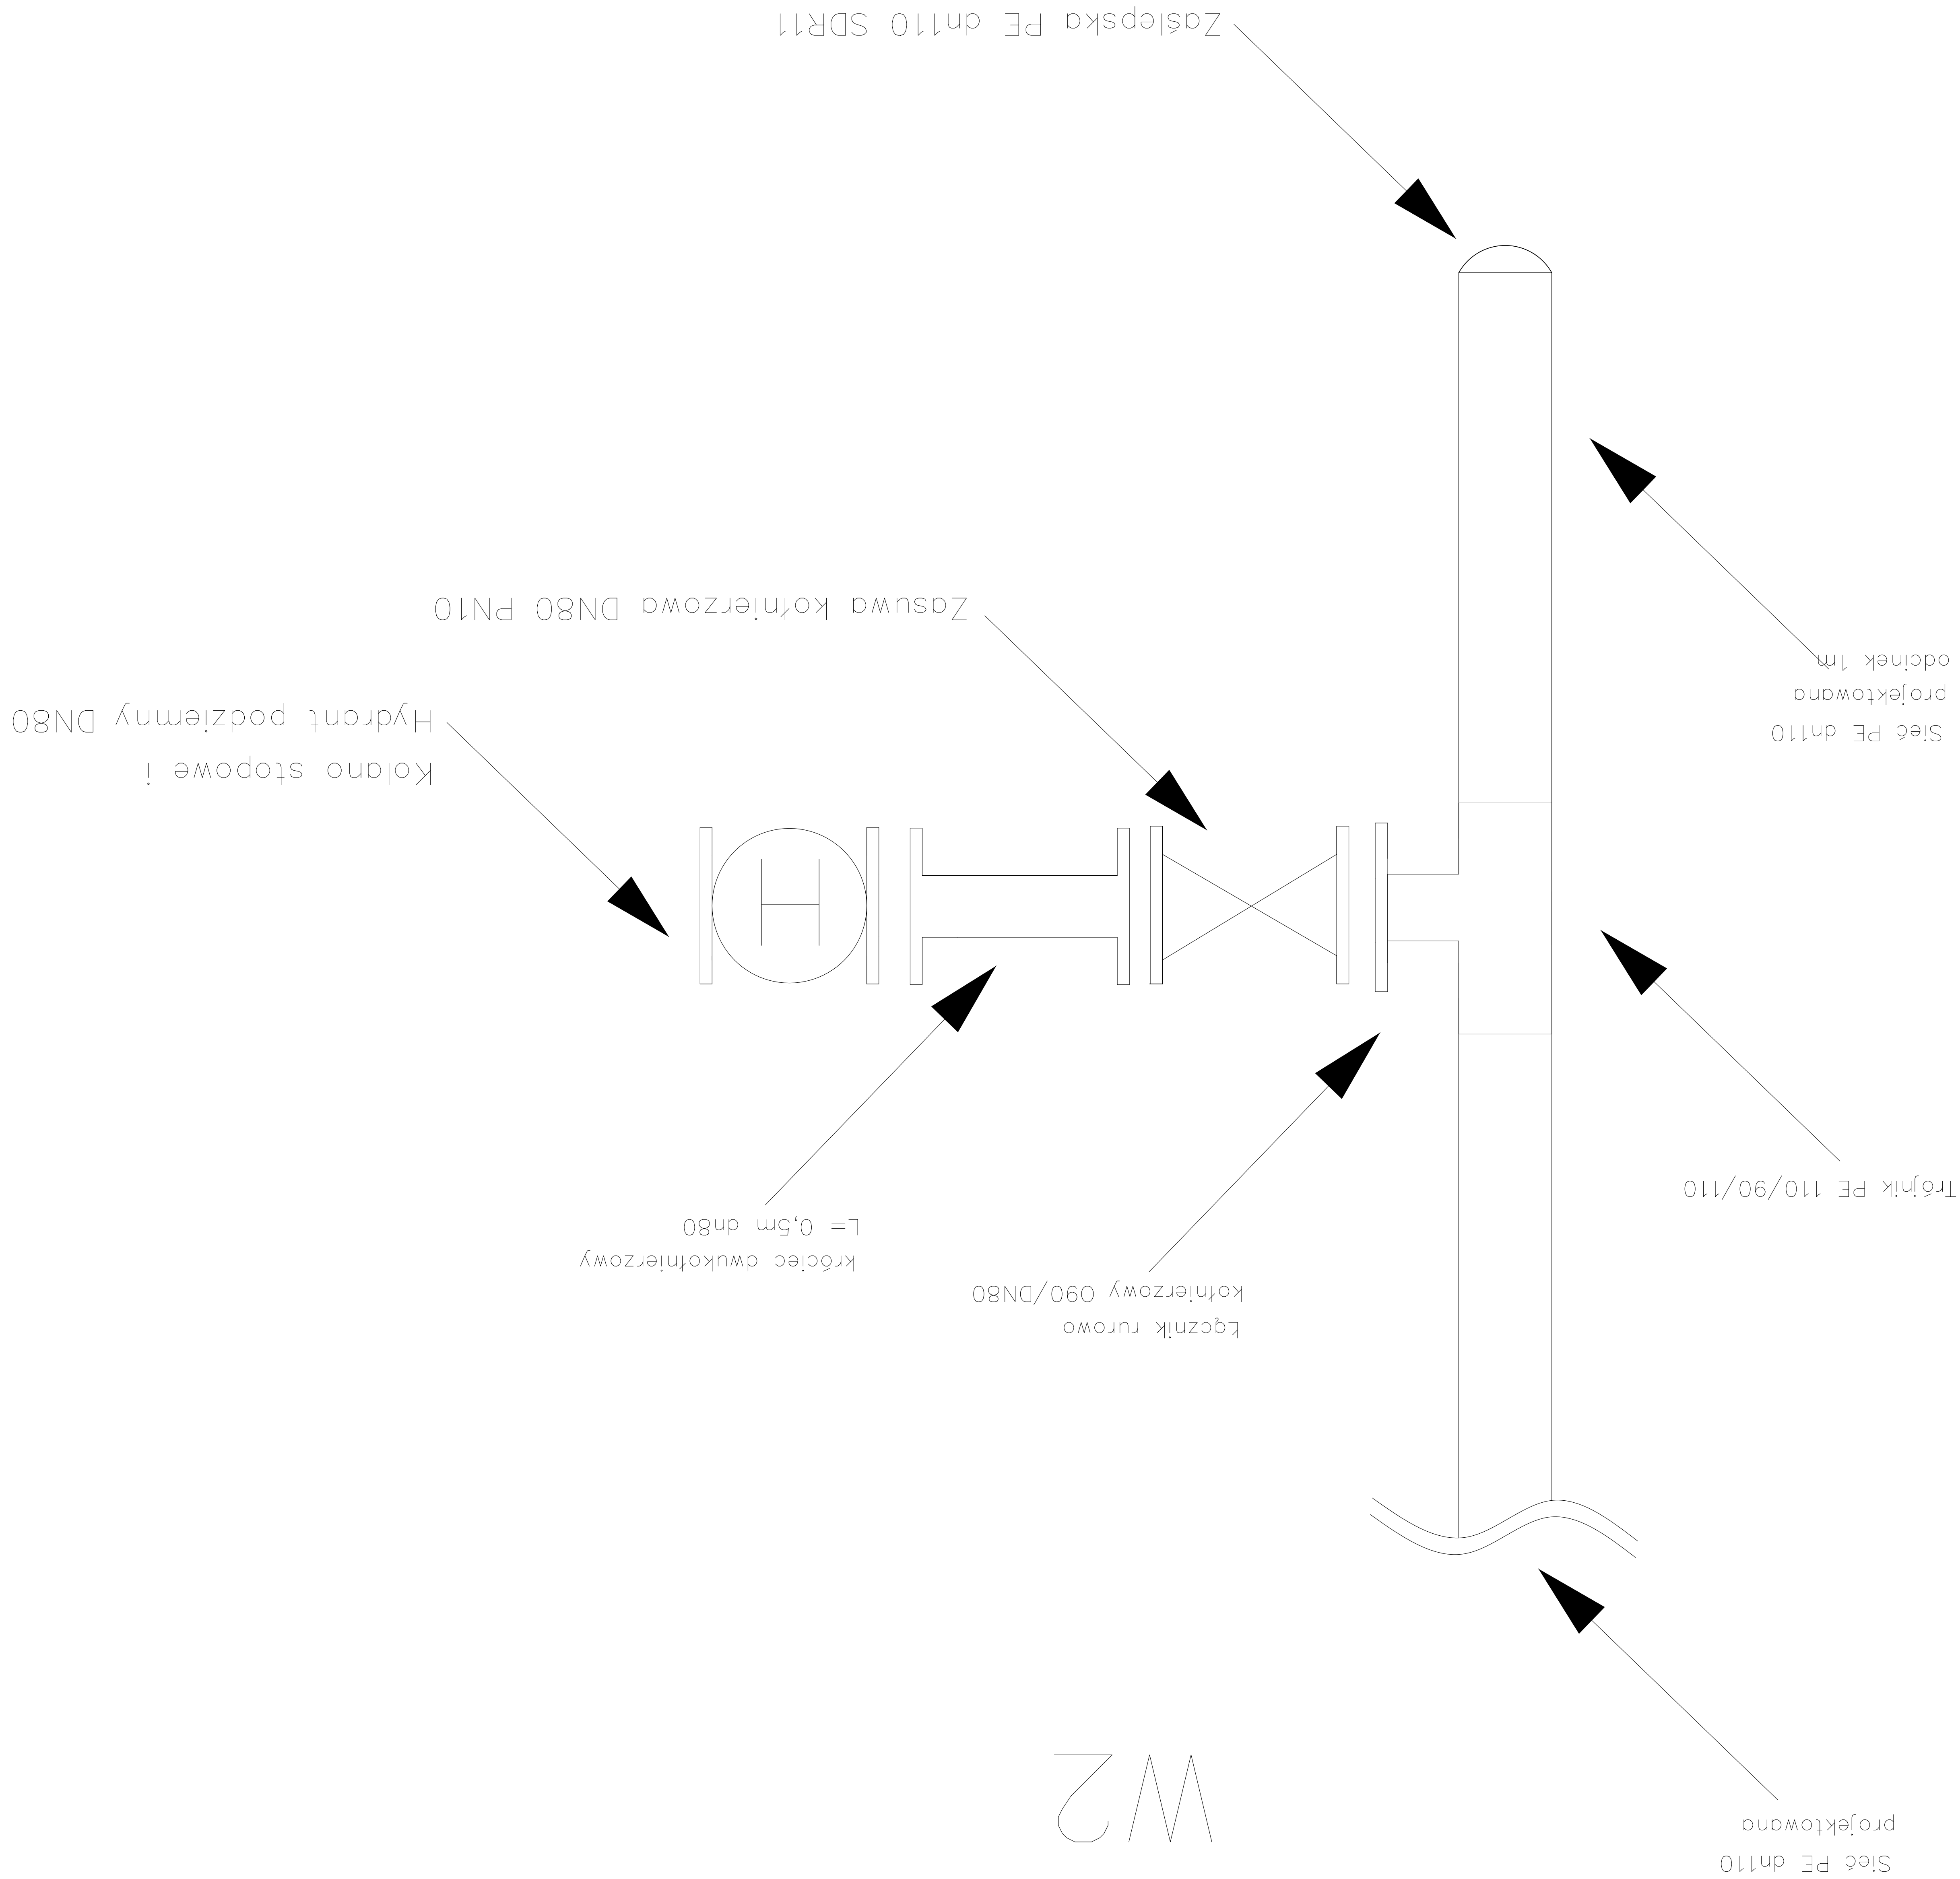 Sieć PE dn110
projektowana
W2
Łącznik rurowo
kołnierzowy O90/DN80
króciec dwukołnierzowy
L= 0,5m dn80
Trójnik PE 110/90/110
H
Kolano stopowe i
Hydrant podziemny DN80
Sieć PE dn110
projektowana
odcinek 1m
Zasuwa kołnierzowa DN80 PN10
Zaślepska PE dn110 SDR11